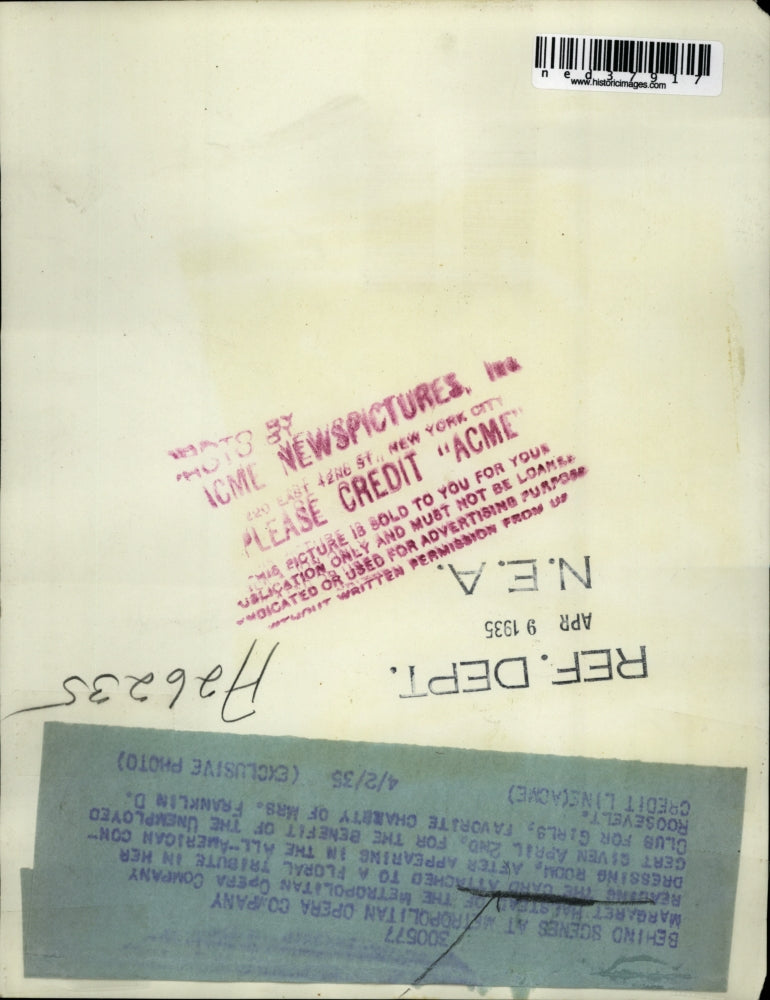 ned37917
www.historicimages.com
PHOTO BY
ACME NEWSPICTURES, Inc
220 EAST 42ND ST., NEW YORK CITY
PLEASE CREDIT "ACME"
THIS PICTURE IS SOLD TO YOU FOR YOUR
PUBLICATION ONLY AND MUST NOT BE LOANED
SYNDICATED OR USED FOR ADVERTISING PURPOSE
WITHOUT WRITTEN PERMISSION FROM US
N.E.A.
APR 9 1935
REF. DEPT.
A26235
300577
BEHIND SCENES AT METROPOLITAN OPERA COMPANY
MARGARET HALSTEAD OF THE METROPOLITAN OPERA COMPANY
READING THE CARD ATTACHED TO A FLORAL TRIBUTE IN HER
DRESSING ROOM, AFTER APPEARING IN THE ALL-AMERICAN CON-
CERT GIVEN APRIL 2ND, FOR THE BENEFIT OF THE UNEMPLOYED
CLUB FOR GIRLS, FAVORITE CHARITY OF MRS. FRANKLIN D.
ROOSEVELT.
CREDIT LINE(ACME) 4/2/35 (EXCLUSIVE PHOTO)